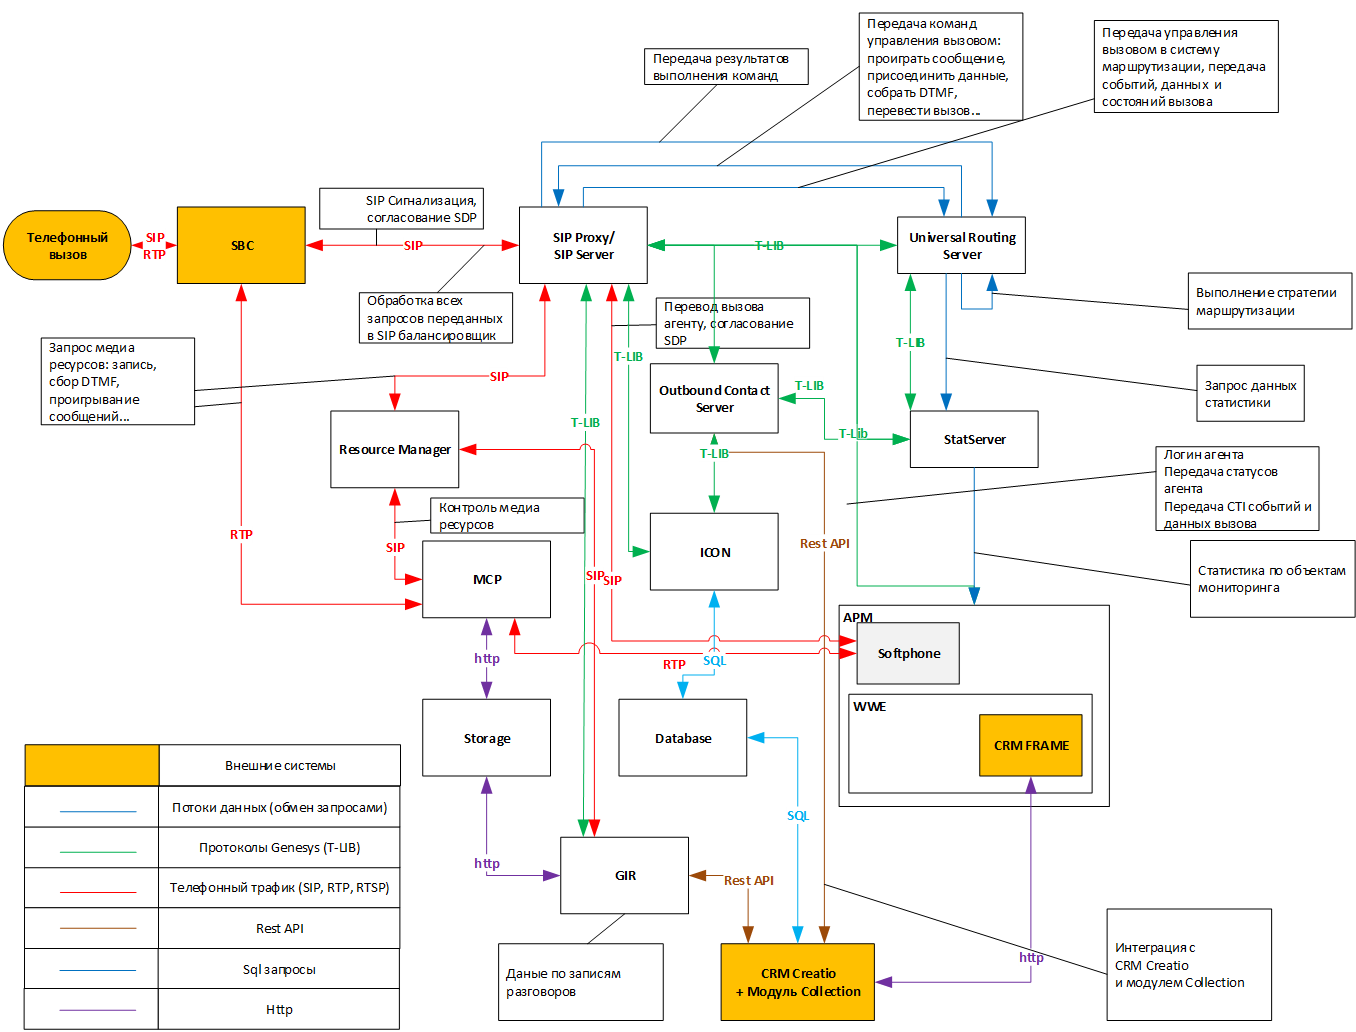 Передача команд
управления вызовом:
проиграть сообщение,
присоединить данные,
собрать DTMF,
перевести вызов...
Передача управления
вызовом в систему
маршрутизации, передача
событий, данных и
состояний вызова
Передача результатов
выполнения команд
SIP Сигнализация,
согласование SDP
Телефонный
вызов
SIP
RTP
SBC
SIP
SIP Proxy/
SIP Server
T-LIB
Universal Routing
Server
Обработка всех
запросов переданных
в SIP балансировщик
Перевод вызова
агенту, согласование
SDP
Выполнение стратегии
маршрутизации
Запрос медиа
ресурсов: запись,
сбор DTMF,
проигрывание
сообщений...
SIP
T-LIB
T-LIB
Outbound Contact
Server
T-LIB
Запрос данных
статистики
T-LIB
T-Lib
StatServer
Resource Manager
T-LIB
Логин агента
Передача статусов
агента
Передача CTI событий и
данных вызова
Контроль медиа
ресурсов
RTP
SIP
MCP
ICON
Rest API
Статистика по объектам
мониторинга
SIP
SIP
APM
Softphone
http
RTP
SQL
WWE
CRM FRAME
Storage
Database
SQL
http
GIR
Rest API
http
Даные по записям
разговоров
CRM Creatio
+ Модуль Collection
Интеграция с
CRM Creatio
и модулем Collection
Внешние системы
Потоки данных (обмен запросами)
Протоколы Genesys (T-LIB)
Телефонный трафик (SIP, RTP, RTSP)
Rest API
Sql запросы
Http